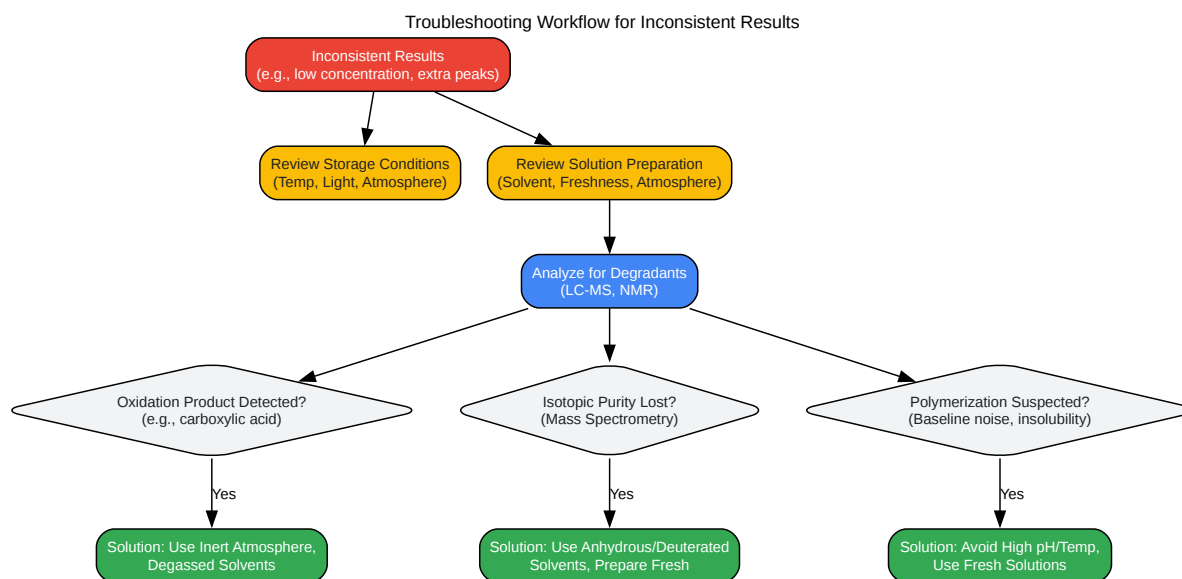 Troubleshooting Workflow for Inconsistent Results
Inconsistent Results
(e.g., low concentration, extra peaks)
Review Storage Conditions
(Temp, Light, Atmosphere)
Review Solution Preparation
(Solvent, Freshness, Atmosphere)
Analyze for Degradants
(LC-MS, NMR)
Oxidation Product Detected?
(e.g., carboxylic acid)
Isotopic Purity Lost?
(Mass Spectrometry)
Polymerization Suspected?
(Baseline noise, insolubility)
Yes
Yes
Yes
Solution: Use Inert Atmosphere,
Degassed Solvents
Solution: Use Anhydrous/Deuterated
Solvents, Prepare Fresh
Solution: Avoid High pH/Temp,
Use Fresh Solutions